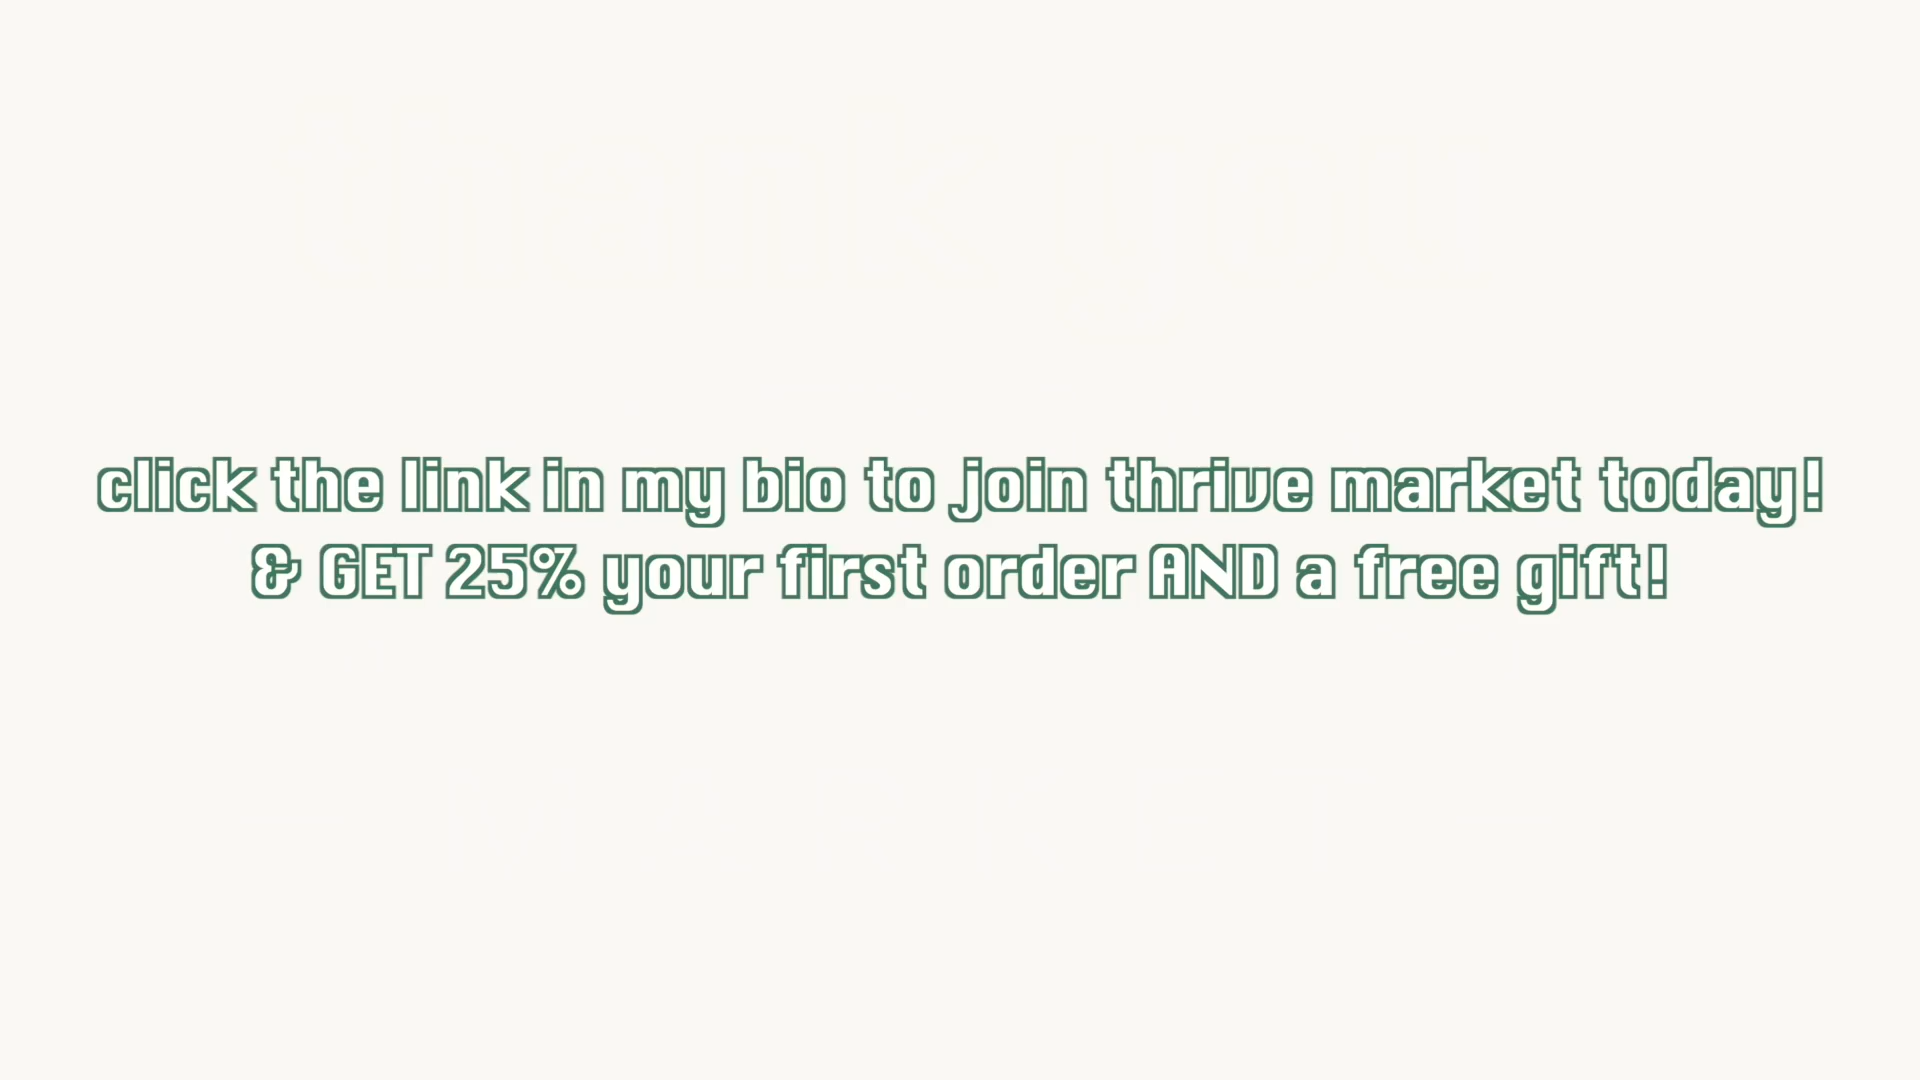 click the link in my bio to join thrive market today!
& GET 25% your first order AND a free gift!